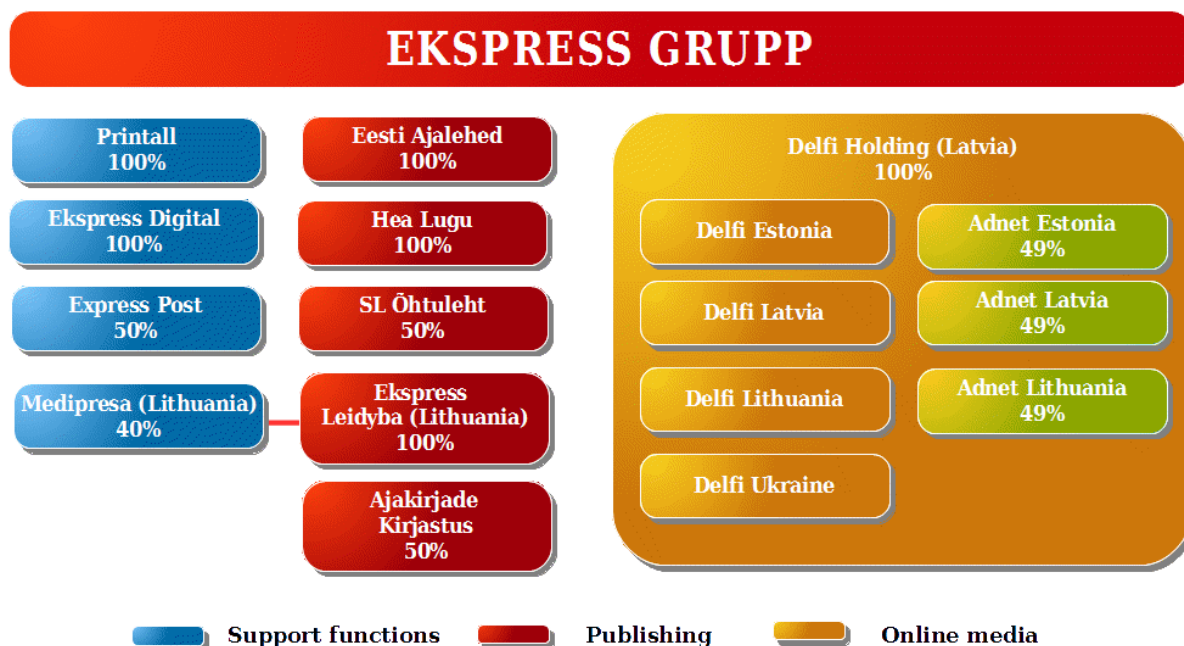 EKSPRESS GRUPP
Printall
100%
Ekspress Digital
100%
Express Post
50%
Medipresa (Lithuania)
40%
Eesti Ajalehed
100%
Hea Lugu
100%
SL Õhtuleht
50%
Ekspress
Leidyba (Lithuania)
100%
Ajakirjade
Kirjastus
50%
Delfi Holding (Latvia)
100%
Delfi Estonia
Delfi Latvia
Delfi Lithuania
Delfi Ukraine
Adnet Estonia
49%
Adnet Latvia
49%
Adnet Lithuania
49%
Support functions
Publishing
Online media